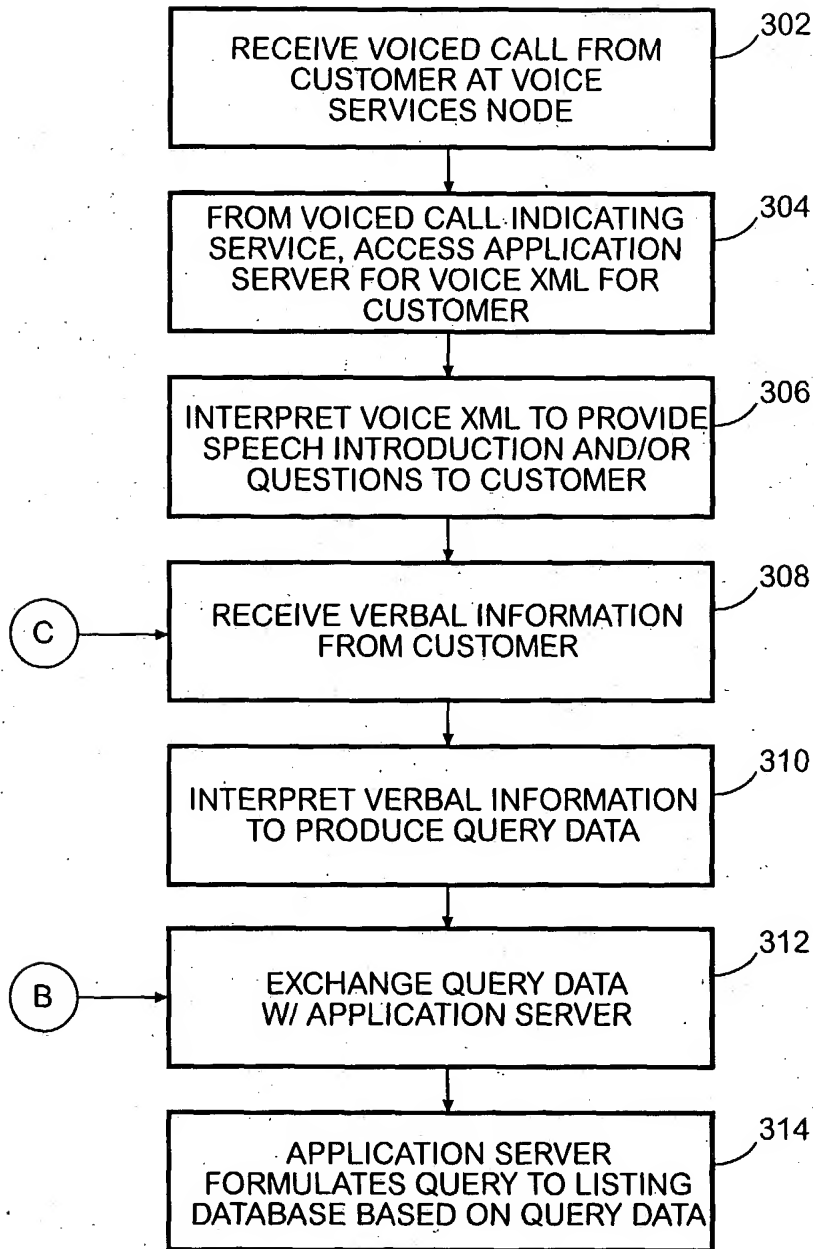 302
RECEIVE VOICED CALL FROM
CUSTOMER AT VOICE
SERVICES NODE
304
FROM VOICED CALL INDICATING
SERVICE, ACCESS APPLICATION
SERVER FOR VOICE XML FOR
CUSTOMER
306
INTERPRET VOICE XML TO PROVIDE
SPEECH INTRODUCTION AND/OR
QUESTIONS TO CUSTOMER
308
C
RECEIVE VERBAL INFORMATION
FROM CUSTOMER
310
INTERPRET VERBAL INFORMATION
TO PRODUCE QUERY DATA
312
B
EXCHANGE QUERY DATA
W/ APPLICATION SERVER
314
APPLICATION SERVER
FORMULATES QUERY TO LISTING
DATABASE BASED ON QUERY DATA